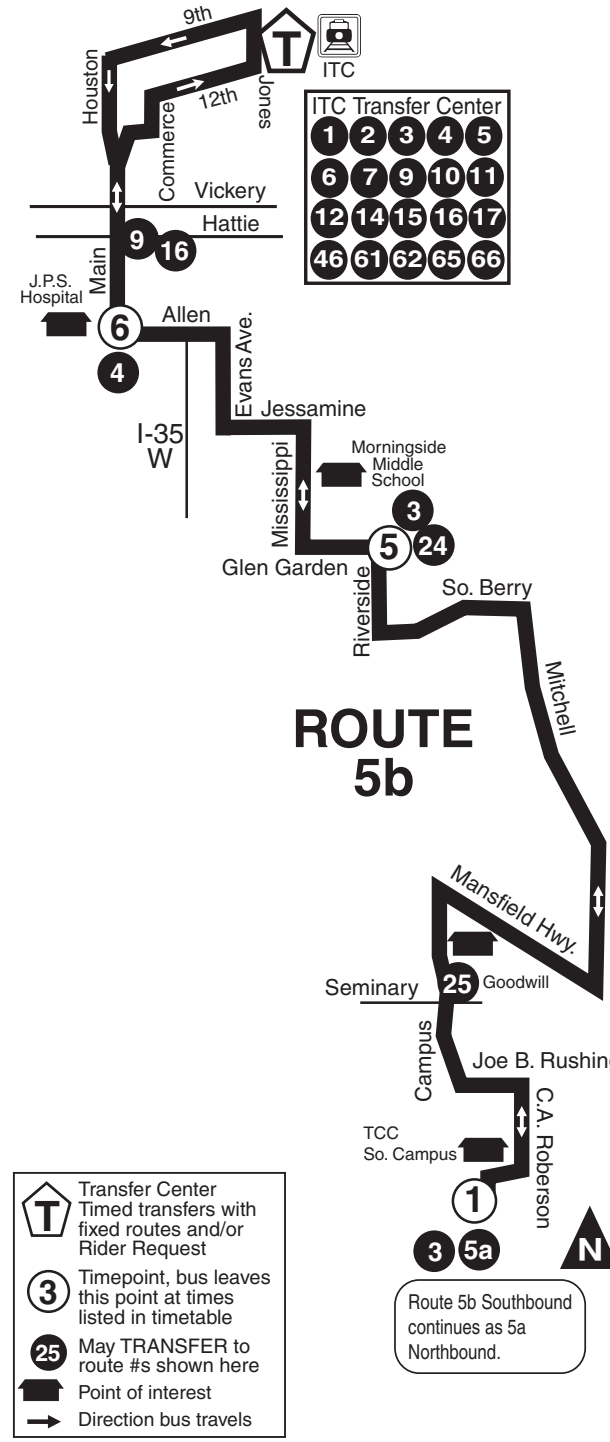 9th
T
ITC
Houston
12th
Jones
Commerce
ITC Transfer Center
1 2 3 4 5
6 7 9 10 11
12 14 15 16 17
46 61 62 65 66
Vickery
Hattie
9 16
Main
J.P.S.
Hospital
6
Allen
4
Evans Ave.
I-35
W
Jessamine
Mississippi
Morningside
Middle
School
3
5
24
Glen Garden
Riverside
So. Berry
Mitchell
ROUTE
5b
Mansfield Hwy.
25
Goodwill
Seminary
Campus
Joe B. Rushing
C.A. Roberson
TCC
So. Campus
1
3 5a
N
Route 5b Southbound
continues as 5a
Northbound.
T
Transfer Center
Timed transfers with
fixed routes and/or
Rider Request
3
Timepoint, bus leaves
this point at times
listed in timetable
25
May TRANSFER to
route #s shown here
Point of interest
Direction bus travels